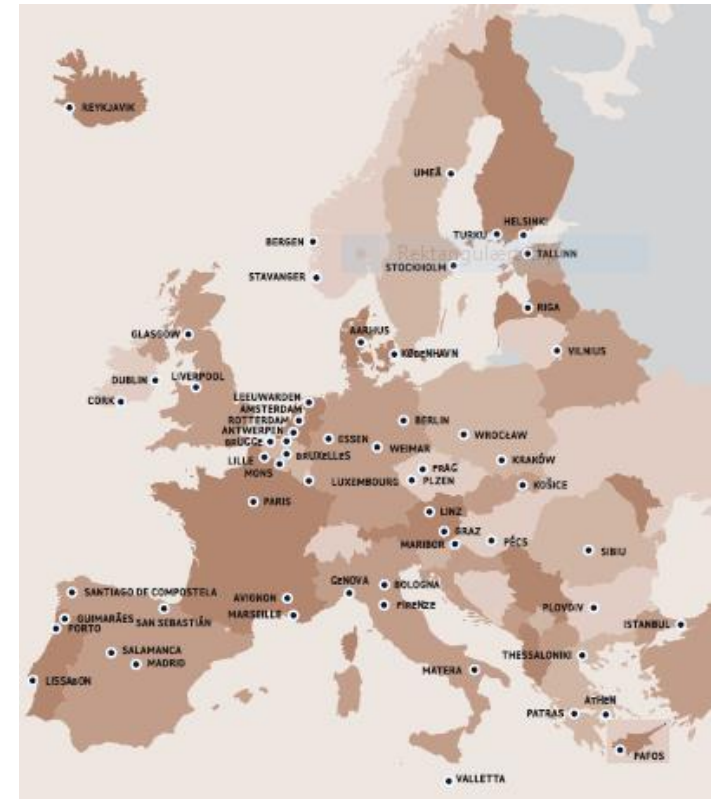 REYKJAVIK
UMEÅ
HELSINKI
TURKU
BERGEN
TALLINN
STOCKHOLM
STAVANGER
RIGA
AARHUS
GLASGOW
KØBENHAVN
VILNIUS
DUBLIN
LIVERPOOL
CORK
LEEUWARDEN
AMSTERDAM
ROTTERDAM
BERLIN
ANTWERPEN
WROCŁAW
BRÜGGE
ESSEN
WEIMAR
BRÜXELLES
LILLE
KRAKÓW
MONS
PRAG
LUXEMBOURG
PLZEN
KOŠICE
PARIS
LINZ
GRAZ
MARIBOR
PÉCS
SIBIU
GENOVA
BOLOGNA
SANTIAGO DE COMPOSTELA
AVIGNON
FIRENZE
PLOVDIV
GUIMARÃES
SAN SEBASTIÁN
MARSEILLE
PORTO
ISTANBUL
SALAMANCA
MADRID
THESSALONIKI
MATERA
LISSABON
ATHEN
PATRAS
PAFOS
VALLETTA